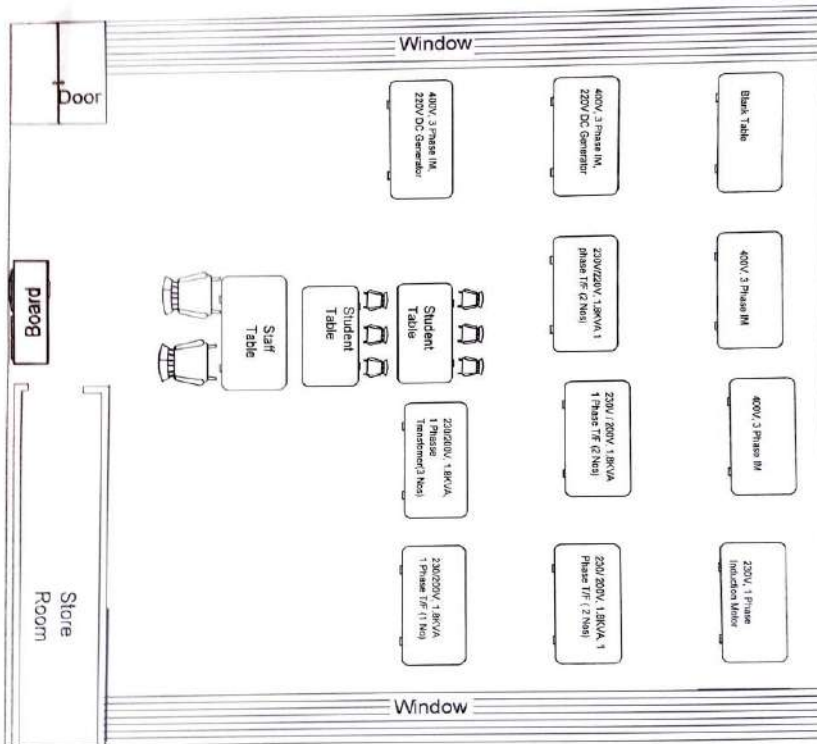 Window
Door
400V, 3 Phase IM,
220V DC Generator
400V, 3 Phase IM,
220V DC Generator
Blank Table
230V/220V, 1.8KVA,1
phase T/F (2 Nos)
400V, 3 Phase IM
Board
Staff
Table
Student
Table
Student
Table
230/200V, 1.8KVA,
1 Phasse
Transfomer(3 Nos)
230V / 200V, 1.8KVA
1 Phase T/F (2 Nos)
400V, 3 Phase IM
Store
Room
230/200V, 1.8KVA
1 Phase T/F (1 No)
230/ 200V, 1.8KVA, 1
Phase T/F ( 2 Nos)
230V, 1 Phase
Induction Motor
Window